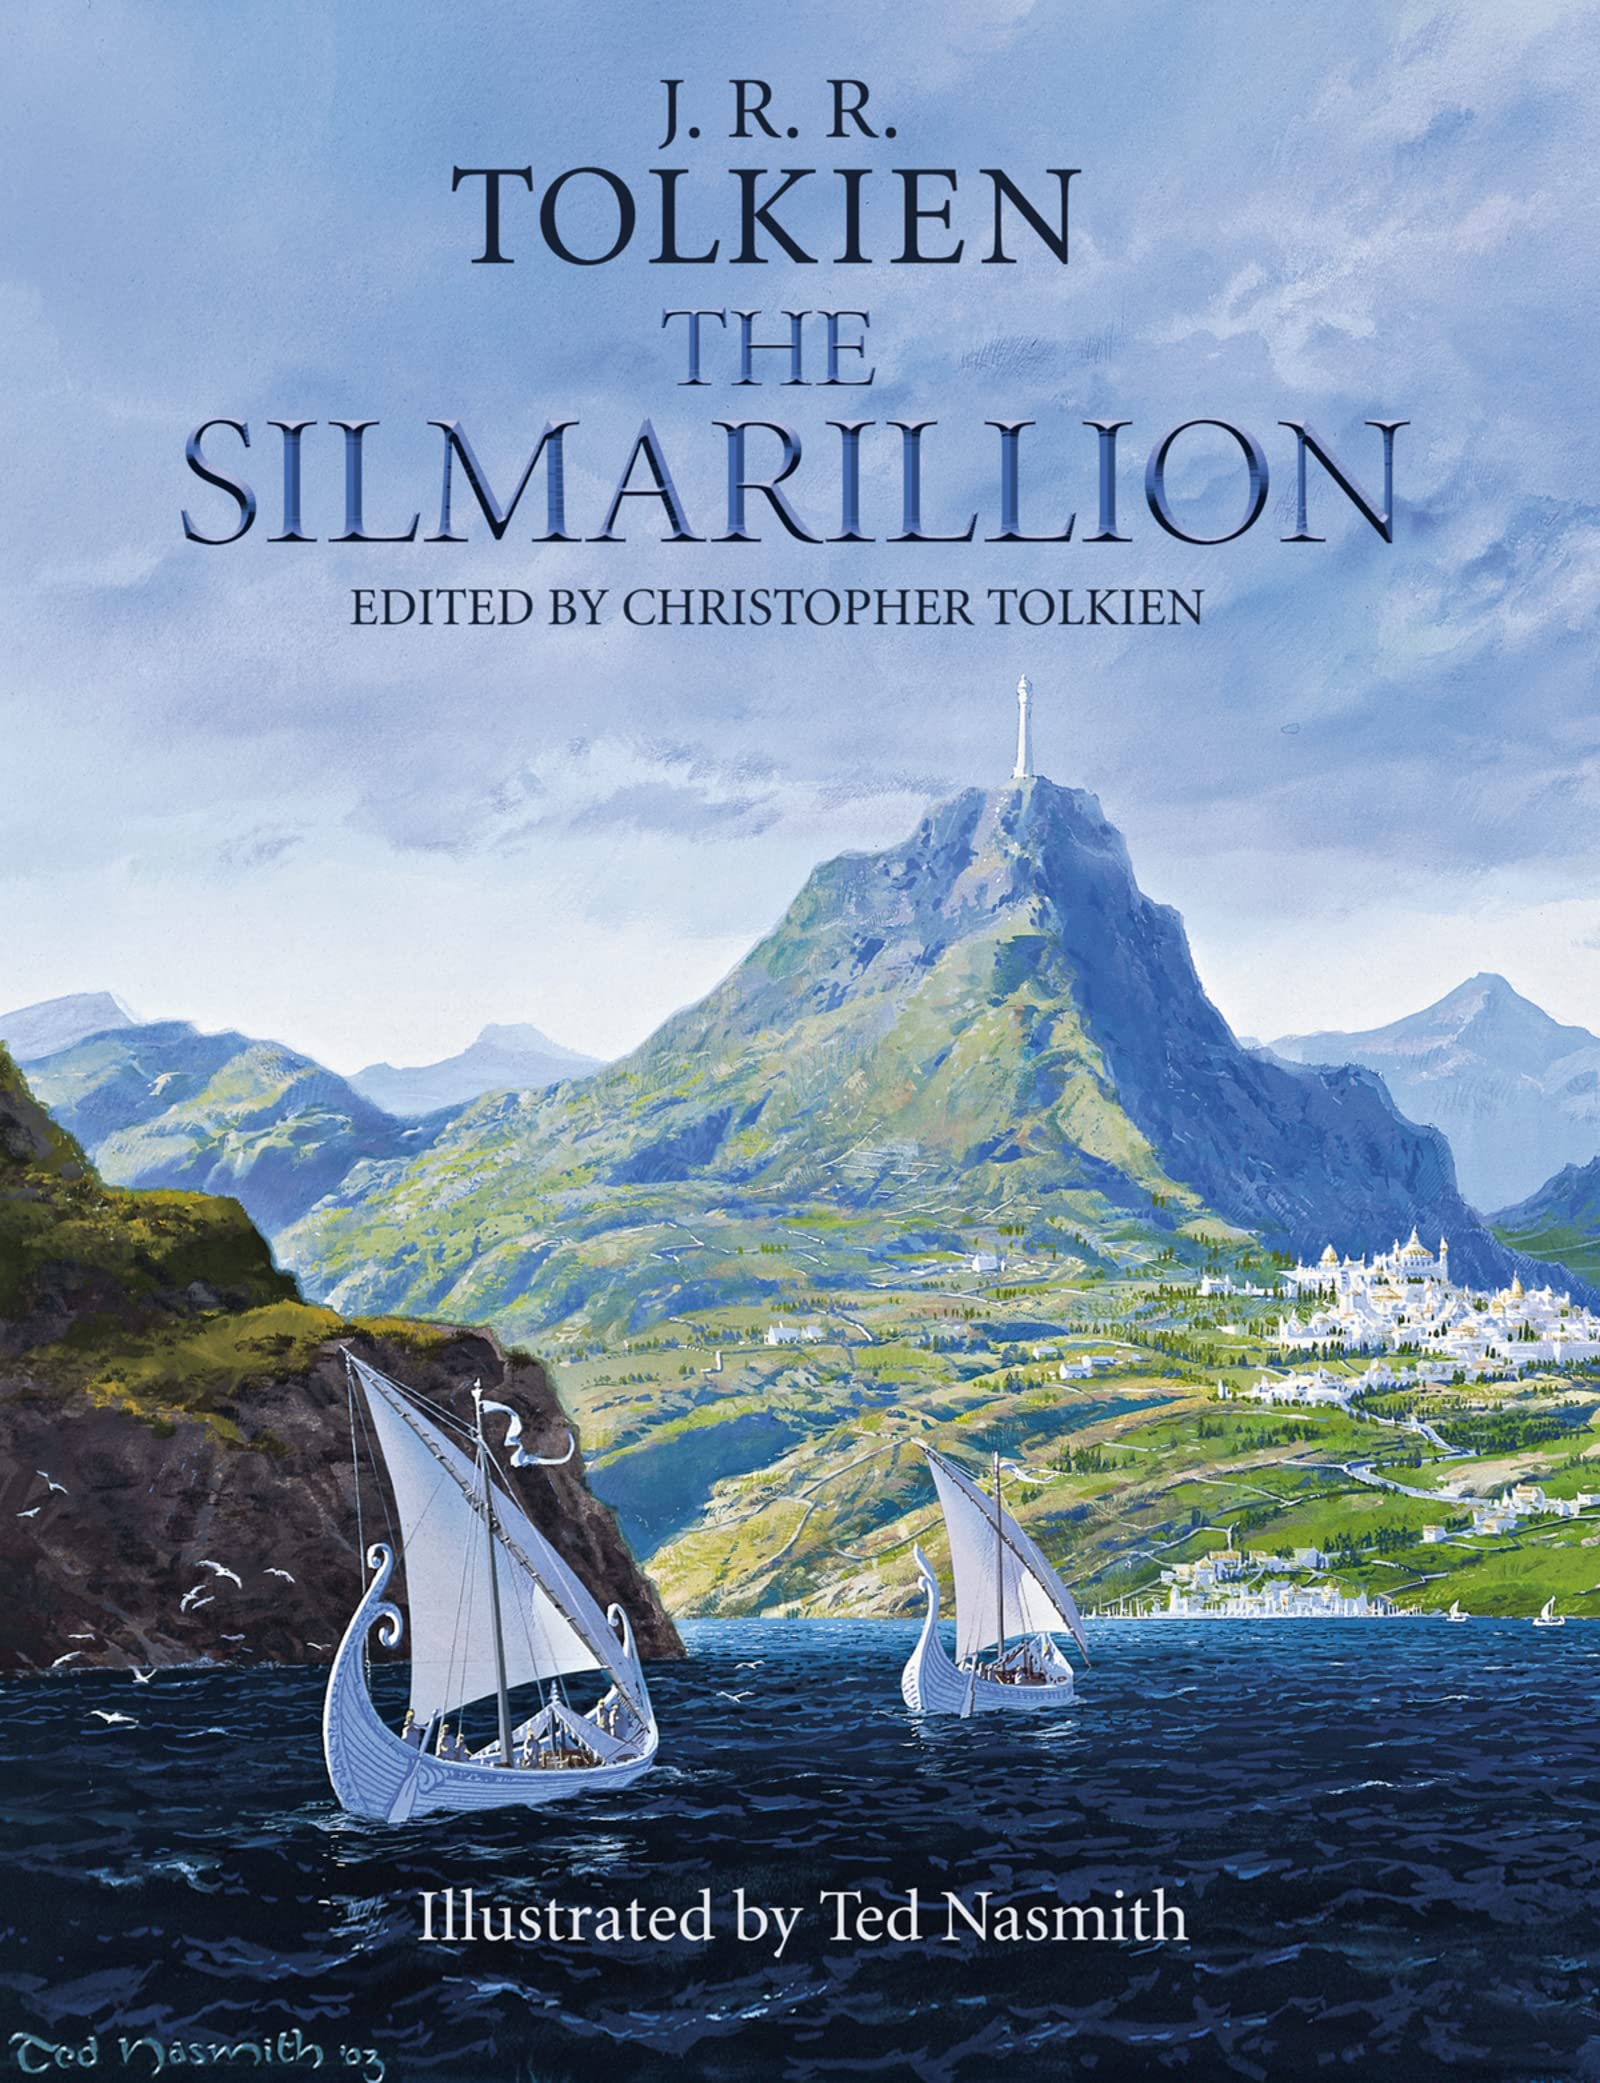 J. R. R.
TOLKIEN
THE
SILMARILLION
EDITED BY CHRISTOPHER TOLKIEN
Illustrated by Ted Nasmith
Ted Nasmith '03